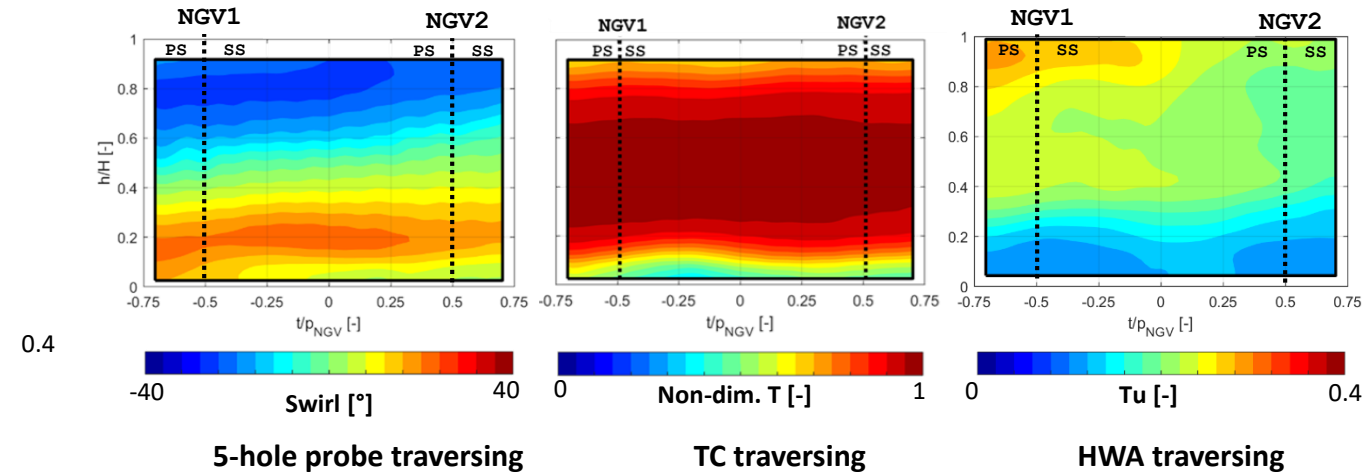 NGV1 NGV2
PS SS PS SS
1
0.8
0.6
0.4
0.2
0
h/H [-]
-0.75 -0.5 -0.25 0 0.25 0.5 0.75
t/pNGV [-]
-40 40
Swirl [°]
5-hole probe traversing
NGV1 NGV2
PS SS PS SS
-0.75 -0.5 -0.25 0 0.25 0.5 0.75
t/pNGV [-]
0 1
Non-dim. T [-]
TC traversing
NGV1 NGV2
PS SS PS SS
1
0.8
0.6
0.4
0.2
0
-0.75 -0.5 -0.25 0 0.25 0.5 0.75
t/pNGV [-]
0 0.4
Tu [-]
HWA traversing
0.4